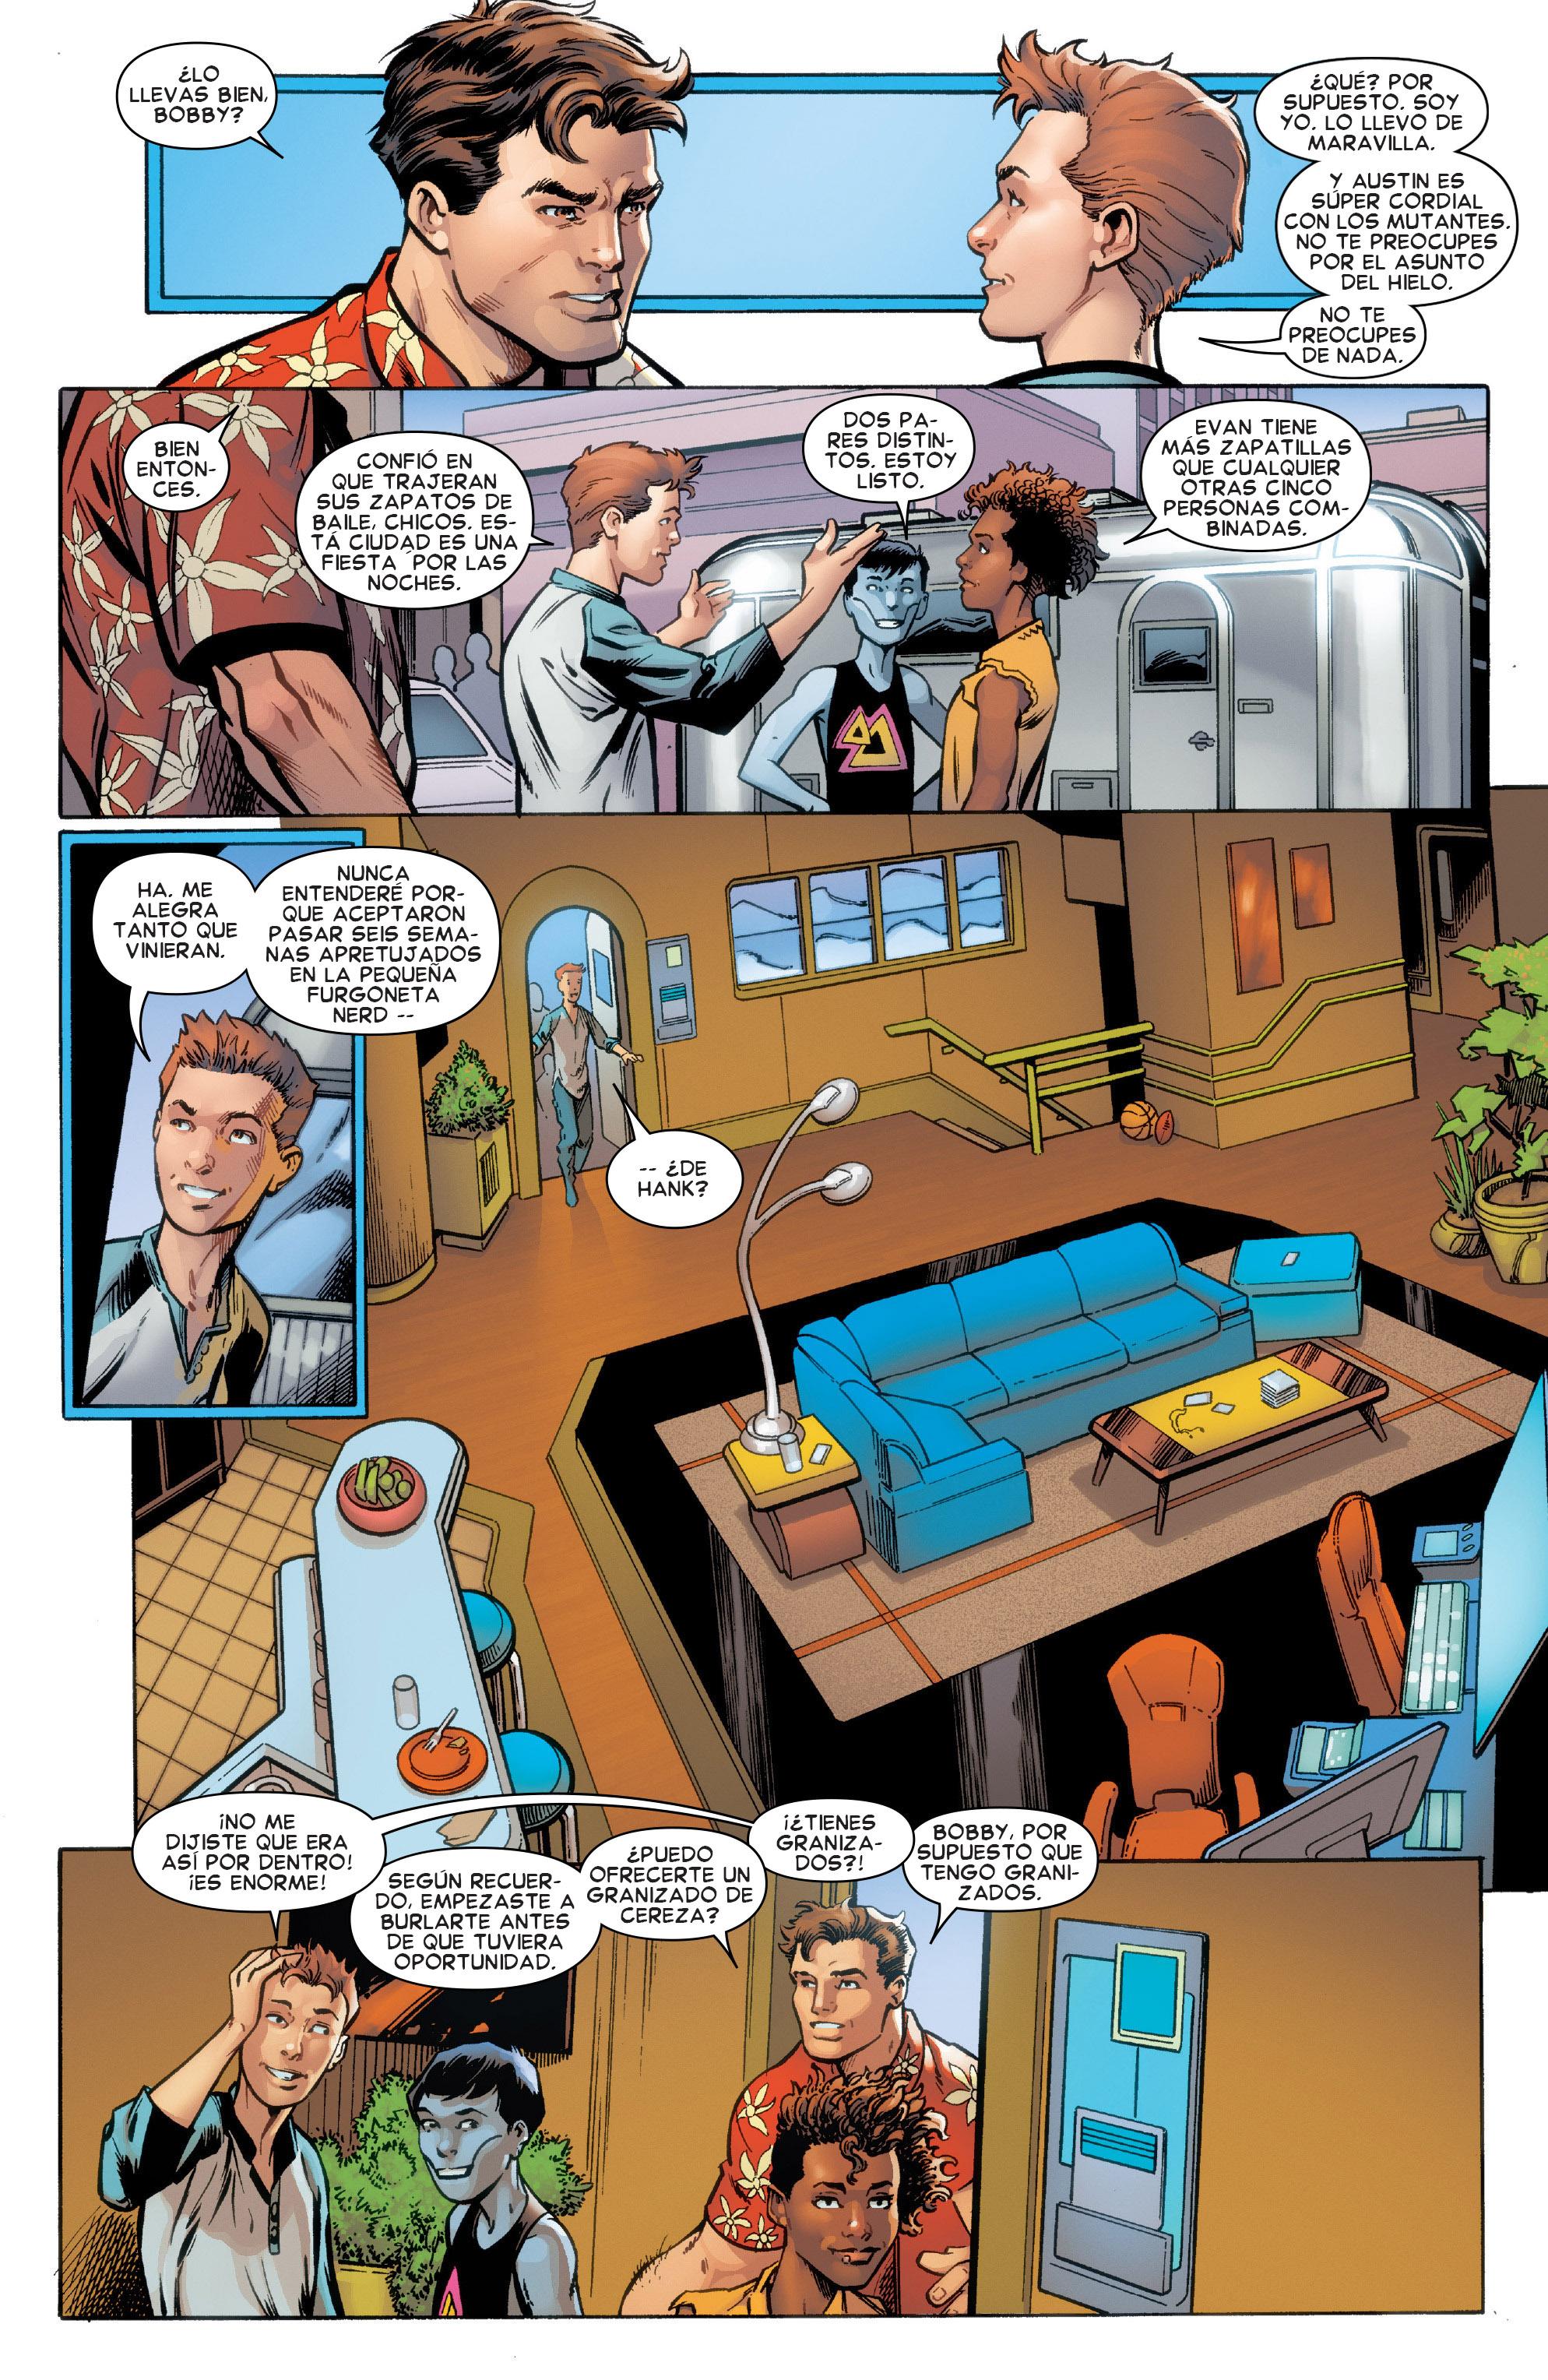 ¿LO
LLEVAS BIEN,
BOBBY?
¿QUÉ? POR
SUPUESTO. SOY
YO. LO LLEVO DE
MARAVILLA.
Y AUSTIN ES
SÚPER CORDIAL
CON LOS MUTANTES.
NO TE PREOCUPES
POR EL ASUNTO
DEL HIELO.
NO TE
PREOCUPES
DE NADA.
BIEN
ENTON-
CES.
CONFIÓ EN
QUE TRAJERAN
SUS ZAPATOS DE
BAILE, CHICOS. ES-
TÁ CIUDAD ES UNA
FIESTA ´POR LAS
NOCHES.
DOS PA-
RES DISTIN-
TOS. ESTOY
LISTO.
EVAN TIENE
MÁS ZAPATILLAS
QUE CUALQUIER
OTRAS CINCO
PERSONAS COM-
BINADAS.
HA. ME
ALEGRA
TANTO QUE
VINIERAN.
NUNCA
ENTENDERÉ POR-
QUE ACEPTARON
PASAR SEIS SEMA-
NAS APRETUJADOS
EN LA PEQUEÑA
FURGONETA
NERD --
-- ¿DE
HANK?
¡NO ME
DIJISTE QUE ERA
ASÍ POR DENTRO!
¡ES ENORME!
SEGÚN RECUER-
DO, EMPEZASTE A
BURLARTE ANTES
DE QUE TUVIERA
OPORTUNIDAD.
¿PUEDO
OFRECERTE UN
GRANIZADO DE
CEREZA?
¡¿TIENES
GRANIZA-
DOS?!
BOBBY, POR
SUPUESTO QUE
TENGO GRANI-
ZADOS.